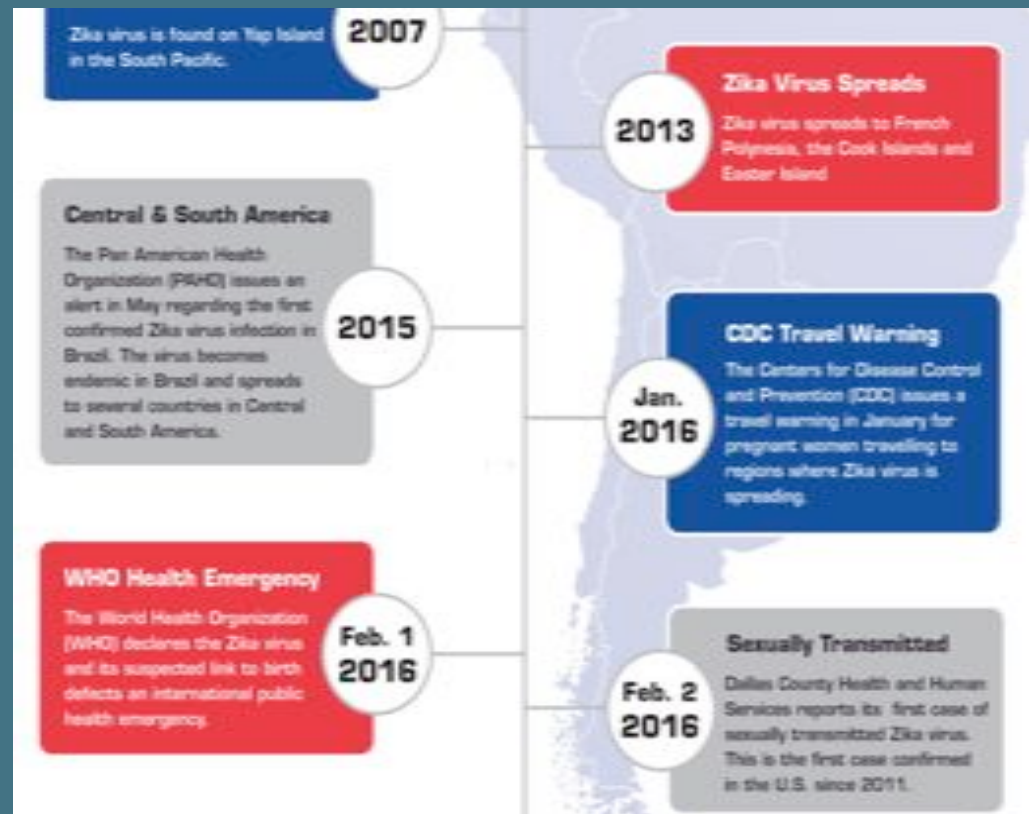 Zika virus is found on Yap Island
in the South Pacific.
2007
2013
Zika Virus Spreads
Zika virus spreads to French
Polynesia, the Cook Islands and
Easter Island
Central & South America
The Pan American Health
Organization (PAHO) issues an
alert in May regarding the first
confirmed Zika virus infection in
Brazil. The virus becomes
endemic in Brazil and spreads
to several countries in Central
and South America.
2015
Jan.
2016
CDC Travel Warning
The Centers for Disease Control
and Prevention (CDC) issues a
travel warning in January for
pregnant women travelling to
regions where Zika virus is
spreading.
WHO Health Emergency
The World Health Organization
(WHO) declares the Zika virus
and its suspected link to birth
defects an international public
health emergency.
Feb. 1
2016
Feb. 2
2016
Sexually Transmitted
Dallas County Health and Human
Services reports its first case of
sexually transmitted Zika virus.
This is the first case confirmed
in the U.S. since 2011.